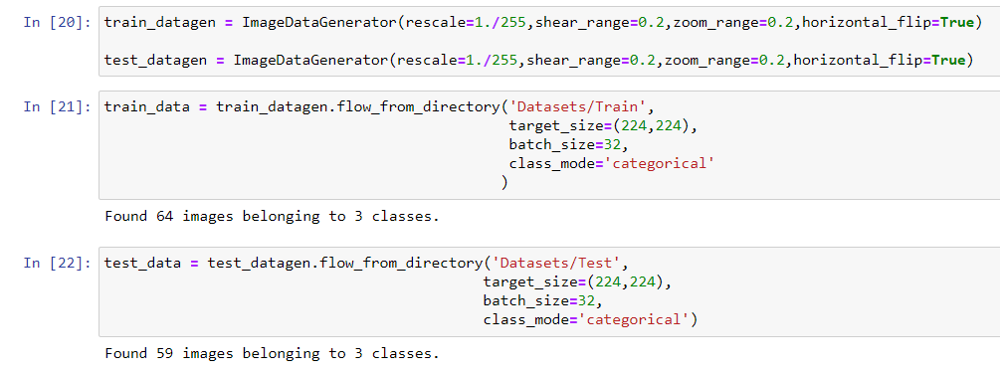 In [20]: train_datagen = ImageDataGenerator(rescale=1./255,shear_range=0.2,zoom_range=0.2,horizontal_flip=True)
test_datagen = ImageDataGenerator(rescale=1./255,shear_range=0.2,zoom_range=0.2,horizontal_flip=True)
In [21]: train_data = train_datagen.flow_from_directory('Datasets/Train',
target_size=(224,224),
batch_size=32,
class_mode='categorical'
)
Found 64 images belonging to 3 classes.
In [22]: test_data = test_datagen.flow_from_directory('Datasets/Test',
target_size=(224,224),
batch_size=32,
class_mode='categorical')
Found 59 images belonging to 3 classes.